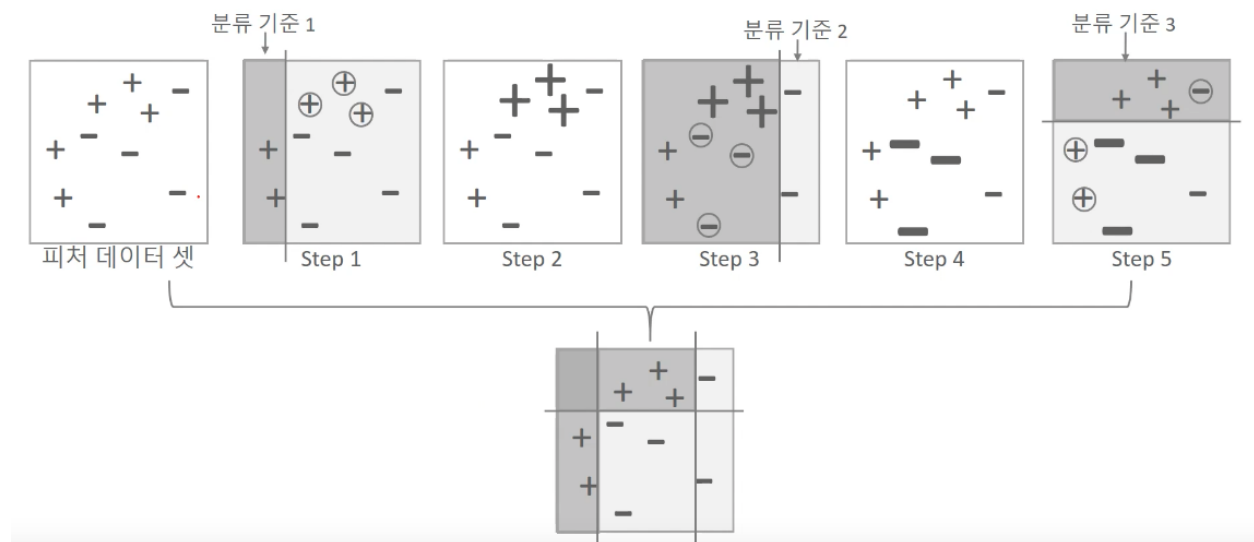 분류 기준 1
분류 기준 2
분류 기준 3
피처 데이터 셋
Step 1
Step 2
Step 3
Step 4
Step 5